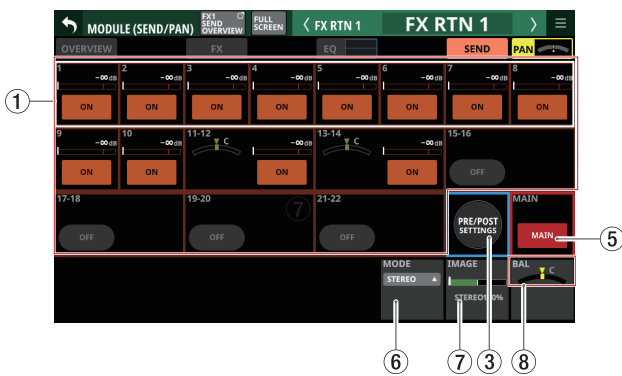 MODULE (SEND/PAN) FX1 SEND OVERVIEW FULL SCREEN FX RTN 1 FX RTN 1
OVERVIEW FX EQ SEND PAN
1 2 3 4 5 6 7 8
-∞dB -∞dB -∞dB -∞dB -∞dB -∞dB -∞dB -∞dB
1
ON ON ON ON ON ON ON ON
9 10 11-12 13-14 15-16
-∞dB -∞dB C -∞dB C -∞dB
ON ON ON ON OFF
17-18 19-20 21-22 MAIN
7
PRE/POST
SETTINGS
OFF OFF OFF MAIN 5
MODE IMAGE BAL
STEREO C
STEREO100%
6 7 3 8